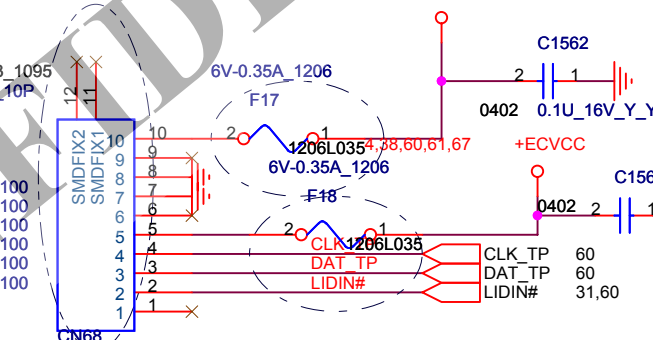 C1562
_1095
_10P
6V-0.35A_1206
F17
2
1
0402
0.1U_16V_Y_Y
12
11
SMDFIX2
SMDFIX1
10
10
2
1
1206L035
4,38,60,61,67
+ECVCC
9
9
6V-0.35A_1206
8
8
7
7
F18
C156
100
6
6
0402
2
1
100
5
5
2
1
100
CLK_TP
1206L035
100
4
4
CLK_TP 60
100
3
3
DAT_TP
DAT_TP 60
100
2
2
LIDIN#
LIDIN# 31,60
1
1
CN68